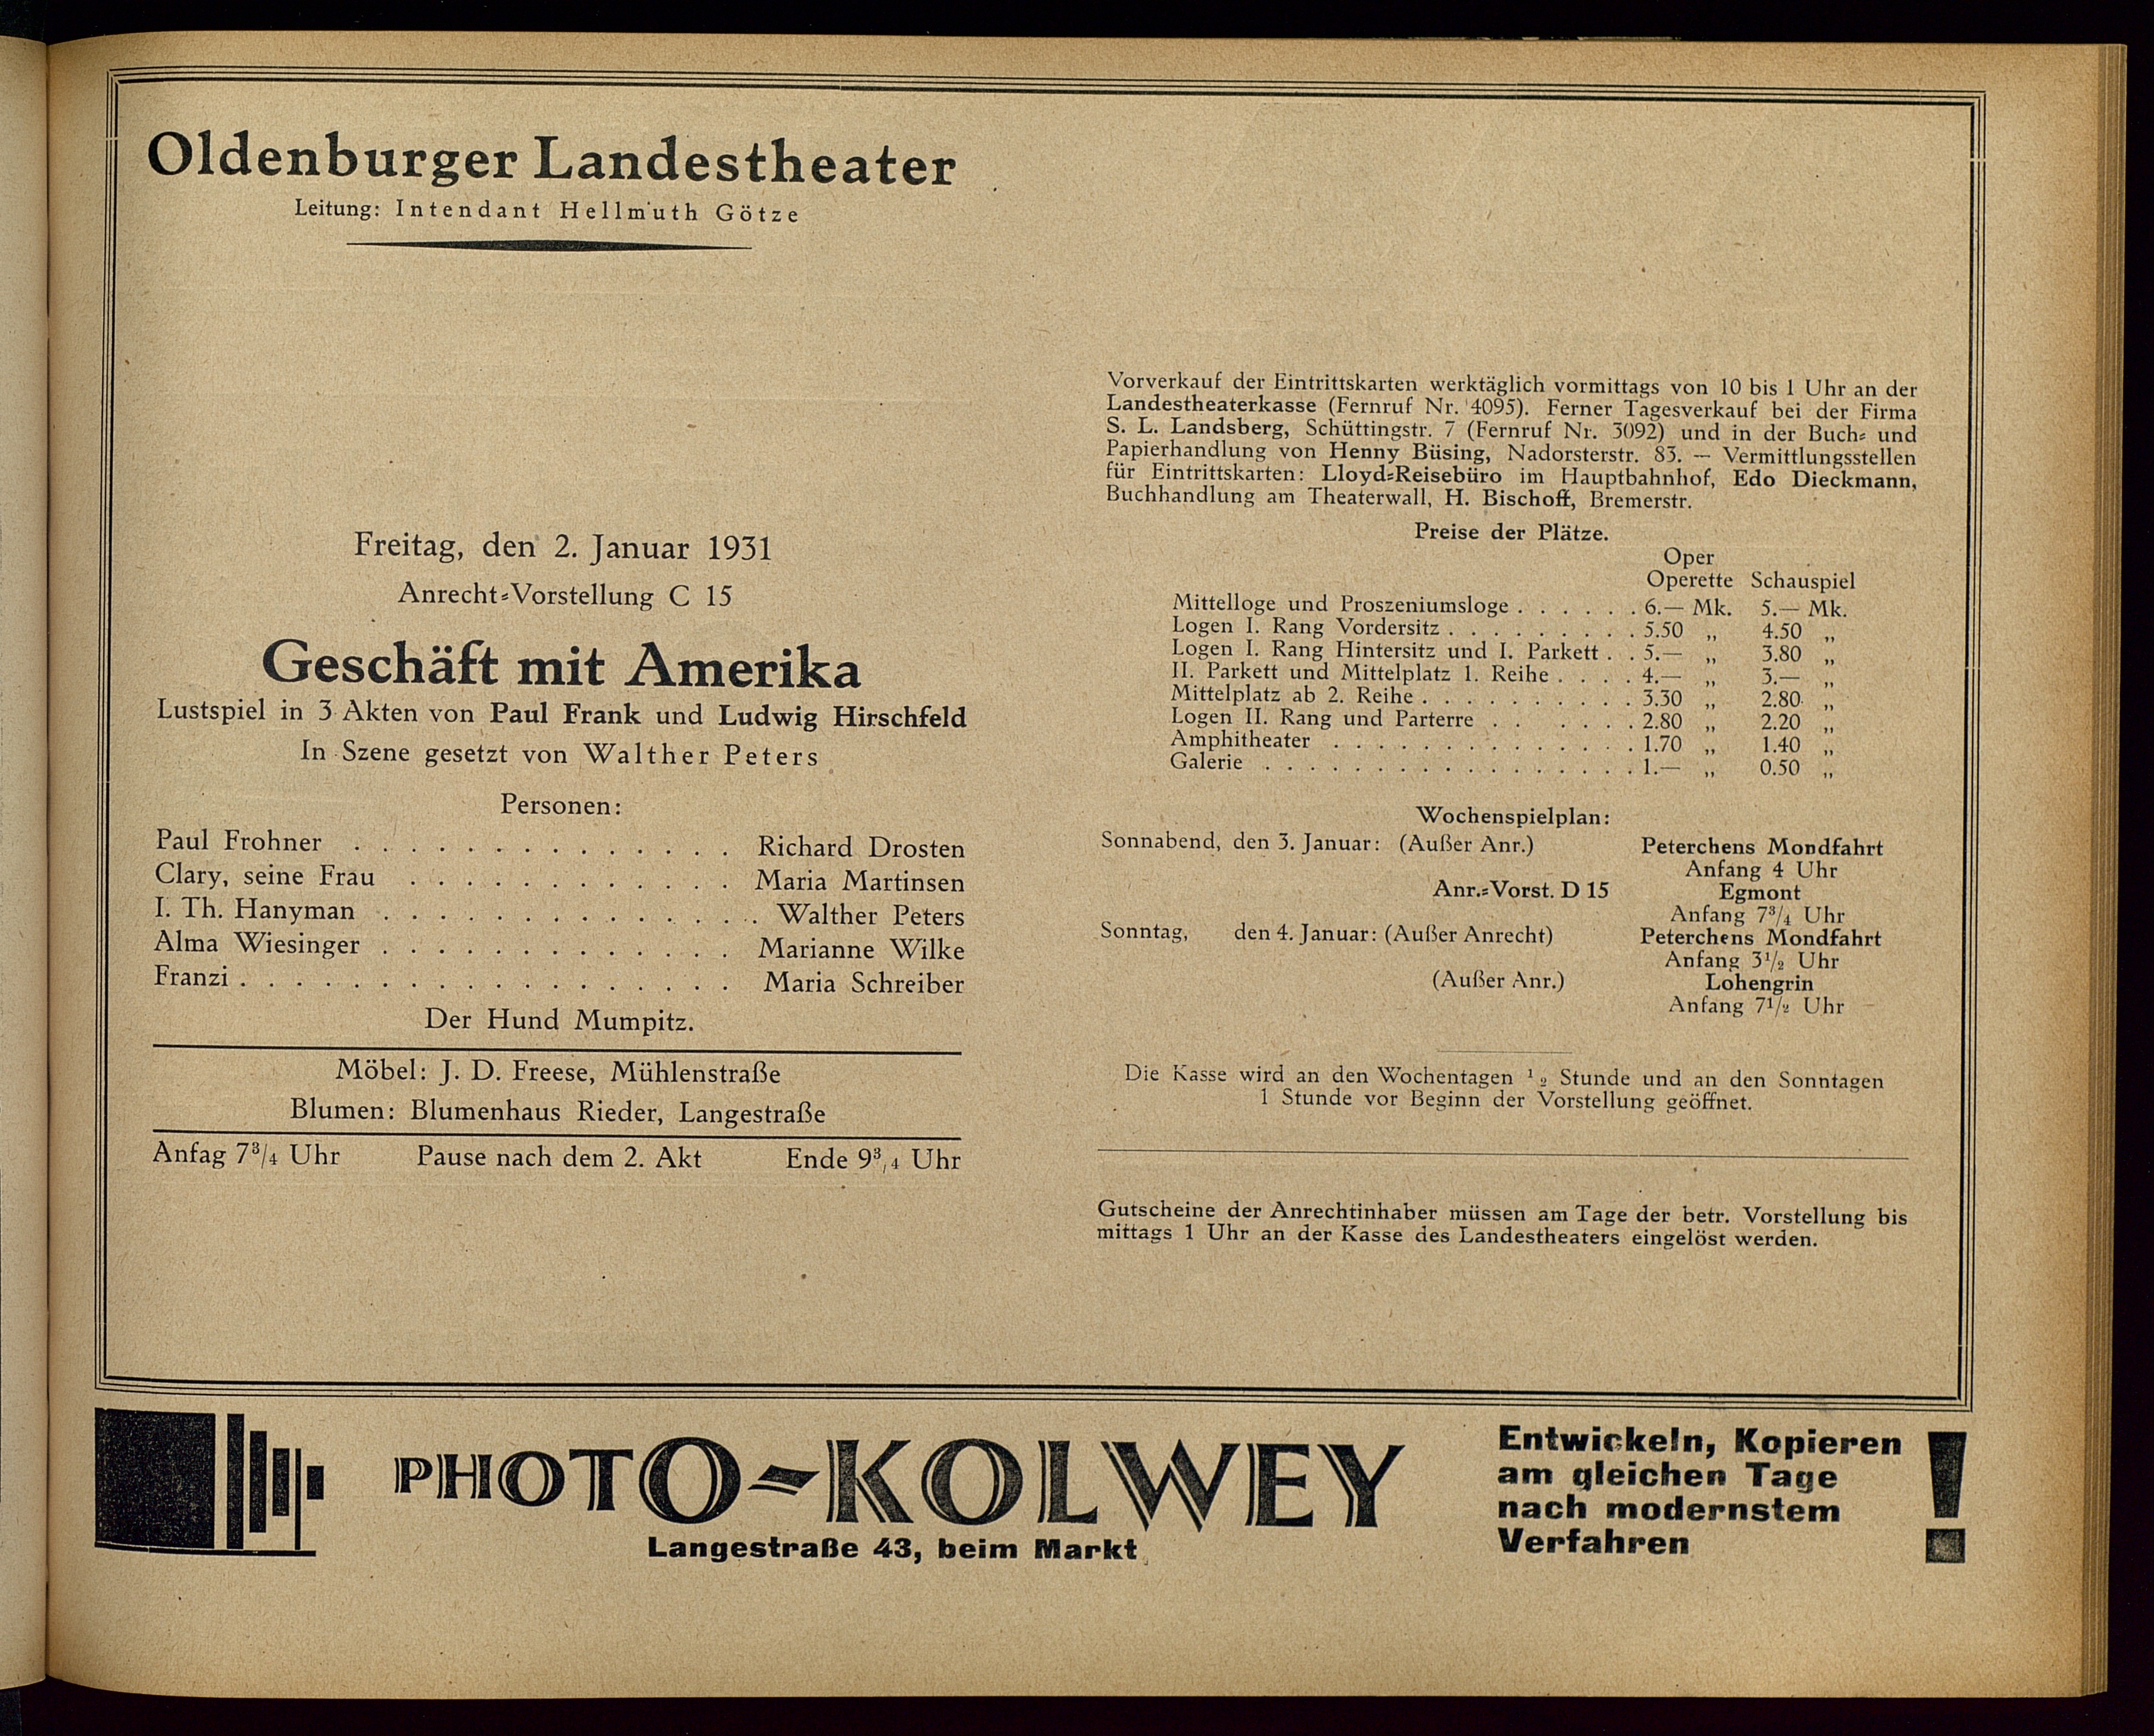 Oldenburger Landestheater
Leitung: Intendant Hellmuth Götze
Freitag, den 2. Januar 1931
Anrecht-Vorstellung C 15
Geschäft mit Amerika
Lustspiel in 3 Akten von Paul Frank und Ludwig Hirschfeld
In Szene gesetzt von Walther Peters
Personen:
Paul Frohner . . . . . . . . . . . . . . Richard Drosten
Clary, seine Frau . . . . . . . . . . . . Maria Martinsen
I. Th. Hanyman . . . . . . . . . . . . . . Walther Peters
Alma Wiesinger . . . . . . . . . . . . . Marianne Wilke
Franzi . . . . . . . . . . . . . . . . . . Maria Schreiber
Der Hund Mumpitz.
Möbel: J. D. Freese, Mühlenstraße
Blumen: Blumenhaus Rieder, Langestraße
Anfag 7¾ Uhr Pause nach dem 2. Akt Ende 9¾ Uhr
Vorverkauf der Eintrittskarten werktäglich vormittags von 10 bis 1 Uhr an der
Landestheaterkasse (Fernruf Nr. 4095). Ferner Tagesverkauf bei der Firma
S. L. Landsberg, Schüttingstr. 7 (Fernruf Nr. 3092) und in der Buch- und
Papierhandlung von Henny Büsing, Nadorsterstr. 83. — Vermittlungsstellen
für Eintrittskarten: Lloyd-Reisebüro im Hauptbahnhof, Edo Dieckmann,
Buchhandlung am Theaterwall, H. Bischoff, Bremerstr.
Preise der Plätze.
Oper
Operette Schauspiel
Mittelloge und Proszeniumsloge . . . . . . 6.— Mk. 5.— Mk.
Logen I. Rang Vordersitz . . . . . . . . . 5.50 „ 4.50 „
Logen I. Rang Hintersitz und I. Parkett . . 5.— „ 3.80 „
II. Parkett und Mittelplatz 1. Reihe . . . . 4.— „ 3.— „
Mittelplatz ab 2. Reihe . . . . . . . . . . 3.30 „ 2.80 „
Logen II. Rang und Parterre . . . . . . 2.80 „ 2.20 „
Amphitheater . . . . . . . . . . . . . . 1.70 „ 1.40 „
Galerie . . . . . . . . . . . . . . . . . 1.— „ 0.50 „
Wochenspielplan:
Sonnabend, den 3. Januar: (Außer Anr.) Peterchens Mondfahrt
Anfang 4 Uhr
Anr.-Vorst. D 15 Egmont
Anfang 7¾ Uhr
Sonntag, den 4. Januar: (Außer Anrecht) Peterchens Mondfahrt
Anfang 3½ Uhr
(Außer Anr.) Lohengrin
Anfang 7½ Uhr
Die Kasse wird an den Wochentagen ½ Stunde und an den Sonntagen
1 Stunde vor Beginn der Vorstellung geöffnet.
Gutscheine der Anrechtinhaber müssen am Tage der betr. Vorstellung bis
mittags 1 Uhr an der Kasse des Landestheaters eingelöst werden.
PHOTO-KOLWEY
Langestraße 43, beim Markt
Entwickeln, Kopieren
am gleichen Tage
nach modernstem
Verfahren !